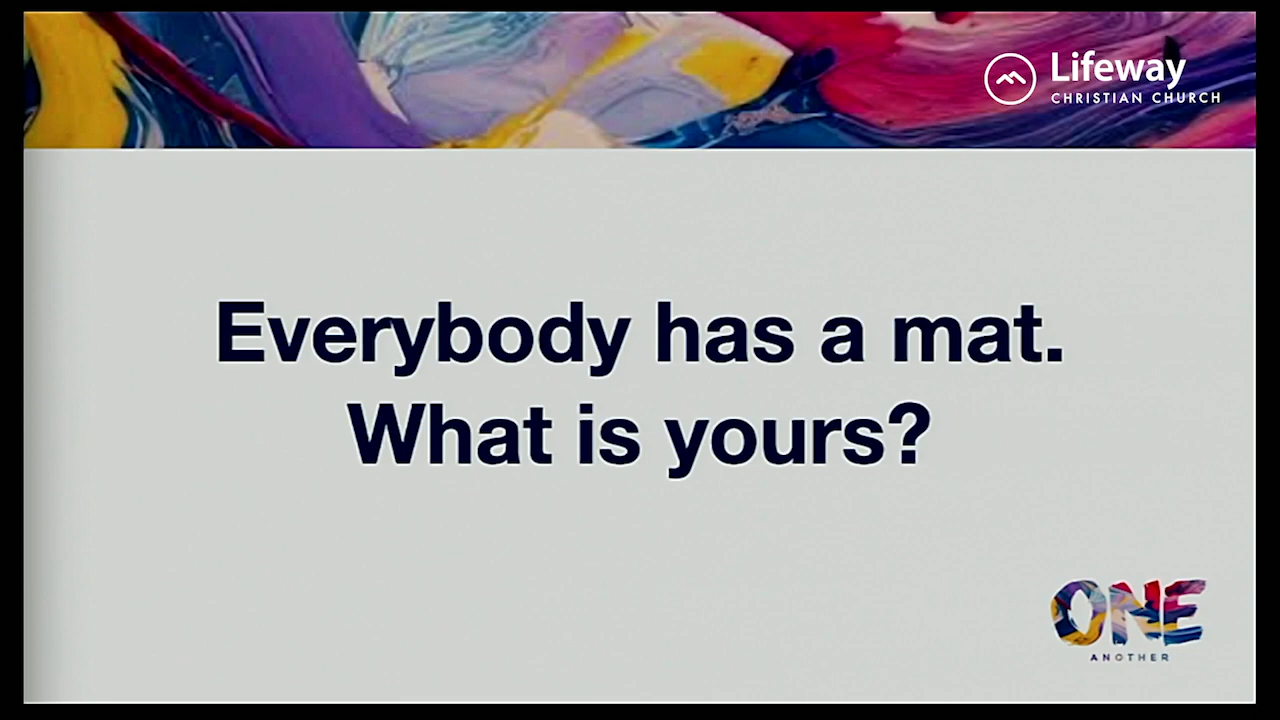 Lifeway
CHRISTIAN CHURCH
Everybody has a mat.
What is yours?
ONE
ANOTHER